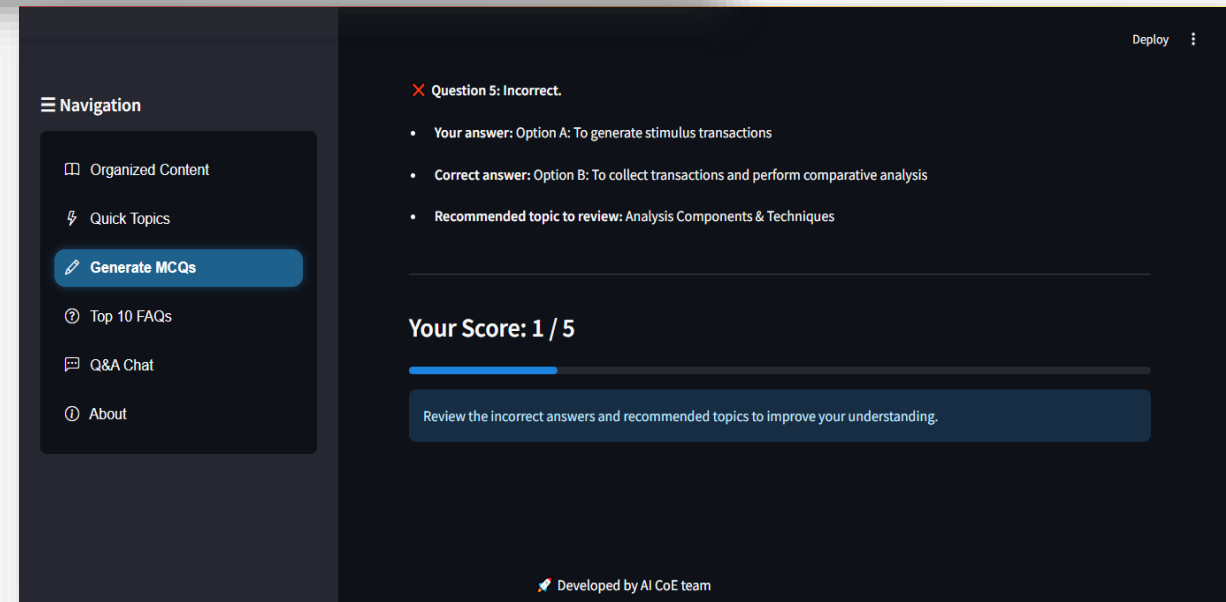 Deploy
Navigation
Organized Content
Quick Topics
Generate MCQs
Top 10 FAQs
Q&A Chat
About
❌ Question 5: Incorrect.
• Your answer: Option A: To generate stimulus transactions
• Correct answer: Option B: To collect transactions and perform comparative analysis
• Recommended topic to review: Analysis Components & Techniques
Your Score: 1 / 5
Review the incorrect answers and recommended topics to improve your understanding.
🚀 Developed by AI CoE team